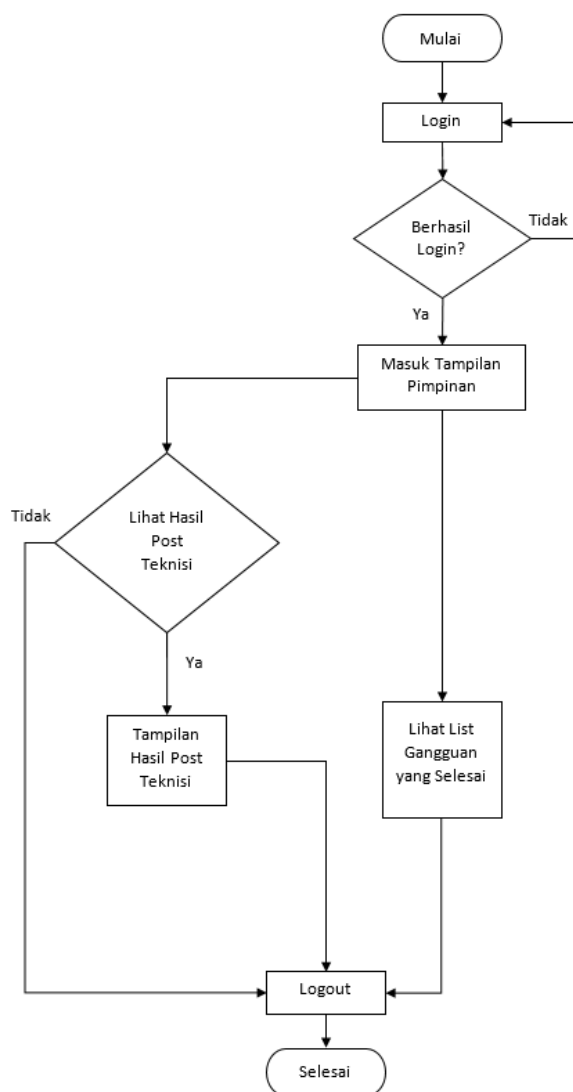 Mulai
Login
Berhasil
Login?
Tidak
Ya
Masuk Tampilan
Pimpinan
Tidak
Lihat Hasil
Post
Teknisi
Ya
Tampilan
Hasil Post
Teknisi
Lihat List
Gangguan
yang Selesai
Logout
Selesai